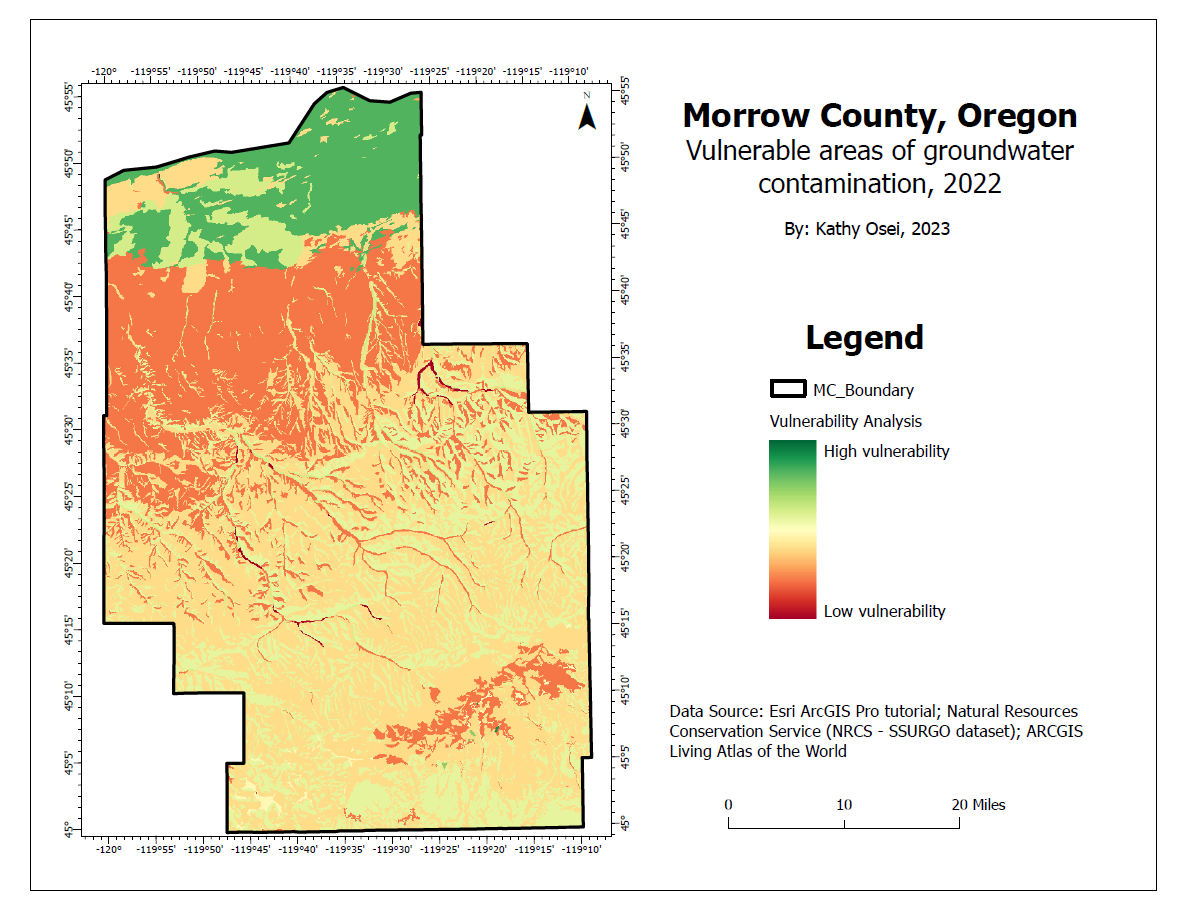 -120° -119°55' -119°50' -119°45' -119°40' -119°35' -119°30' -119°25' -119°20' -119°15' -119°10'
45°55' 45°50' 45°45' 45°40' 45°35' 45°30' 45°25' 45°20' 45°15' 45°10' 45°5' 45°
N
45°55' 45°50' 45°45' 45°40' 45°35' 45°30' 45°25' 45°20' 45°15' 45°10' 45°5' 45°
-120° -119°55' -119°50' -119°45' -119°40' -119°35' -119°30' -119°25' -119°20' -119°15' -119°10'
Morrow County, Oregon
Vulnerable areas of groundwater
contamination, 2022
By: Kathy Osei, 2023
Legend
MC_Boundary
Vulnerability Analysis
High vulnerability
Low vulnerability
Data Source: Esri ArcGIS Pro tutorial; Natural Resources
Conservation Service (NRCS - SSURGO dataset); ARCGIS
Living Atlas of the World
0 10 20 Miles